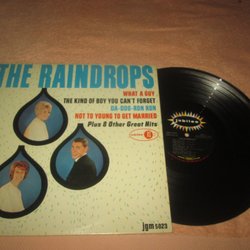 THE RAINDROPS
WHAT A GUY
THE KIND OF BOY YOU CAN'T FORGET
DA-DOO-RON RON
NOT TO YOUNG TO GET MARRIED
Plus 8 Other Great Hits
jgm 5023
jubilee